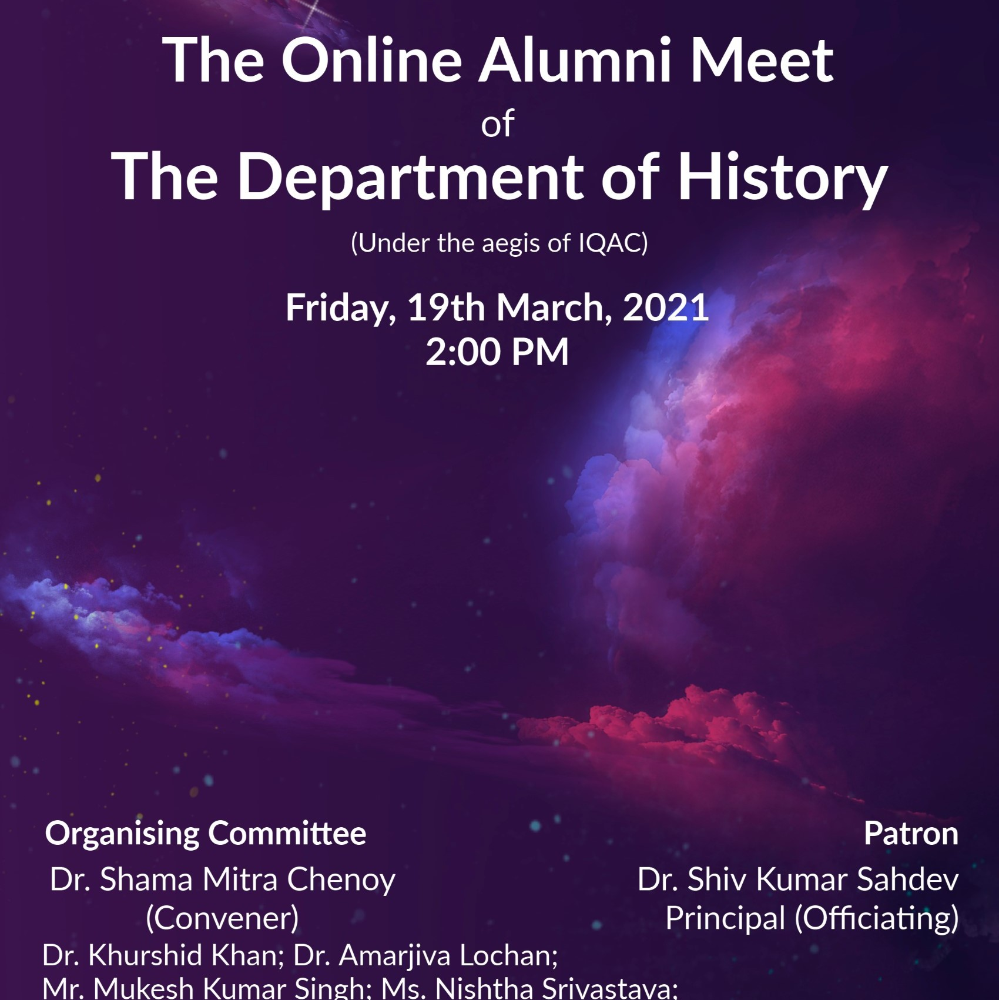 The Online Alumni Meet
of
The Department of History
(Under the aegis of IQAC)
Friday, 19th March, 2021
2:00 PM
Organising Committee
Dr. Shama Mitra Chenoy
(Convener)
Patron
Dr. Shiv Kumar Sahdev
Principal (Officiating)
Dr. Khurshid Khan; Dr. Amarjiva Lochan;
Mr. Mukesh Kumar Singh; Ms. Nishtha Srivastava;